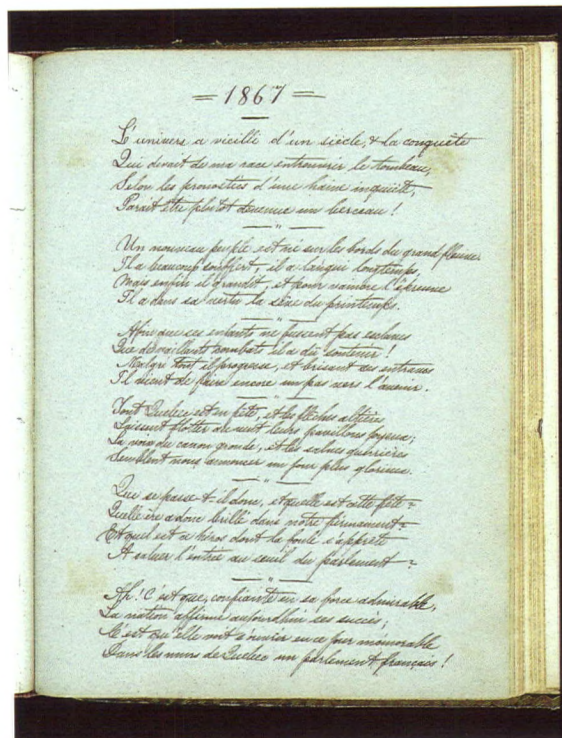 = 1867 =
L'univers a vieilli d'un siècle, & la conquête
Qui devait de ma race entrouvrir le tombeau,
Selon les pronostics d'une haine inquiète,
Parait être plutôt devenue un berceau !
Un nouveau peuple est né sur les bords du grand fleuve
Il a beaucoup souffert, il a langui longtemps,
Mais enfin il grandit, et pour vaincre l'épreuve
Il a dans sa vertu la sève du printemps.
Afin que ses enfants ne fussent pas esclaves
Que de vaillants combats il a dû soutenir !
Malgré tout il progresse, et brisant ses entraves
Il vient de faire encore un pas vers l'avenir.
Tout Québec est en fête, et les flèches altières
Laissent flotter au vent leurs pavillons joyeux ;
La voix du canon gronde, et les salves guerrières
Semblent nous annoncer un jour plus glorieux.
Que se passe-t-il donc, et quelle est cette fête ?
Quelle ère a donc brillé dans notre firmament ?
Et quel est ce héros dont la foule s'apprête
A saluer l'entrée au seuil du parlement ?
Ah ! C'est que, confiante en sa force admirable,
La nation affirme aujourd'hui ses succès ;
C'est qu'elle vient d'ouvrir en ce jour mémorable
Dans les murs de Québec un parlement français !